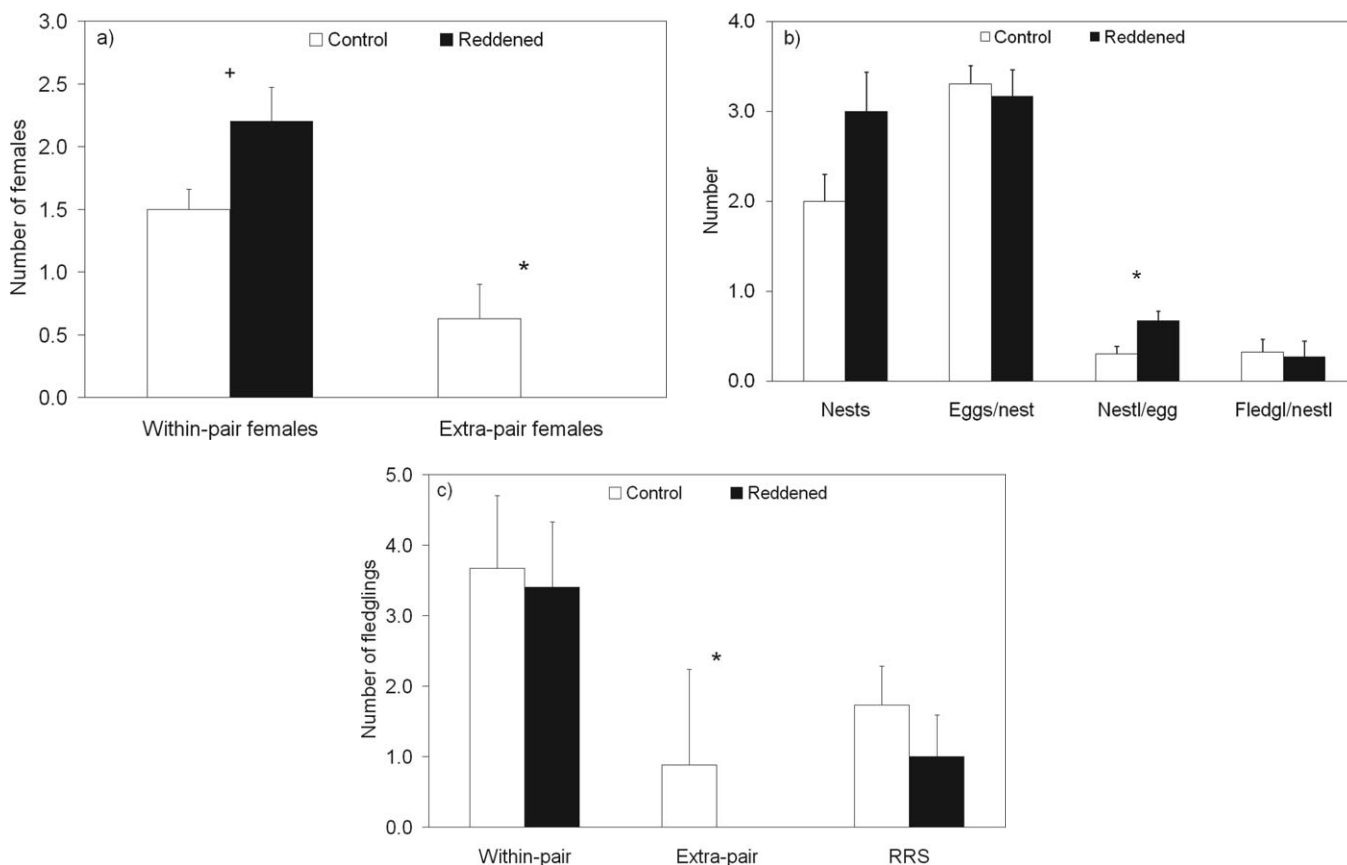 a)
Control Reddened
3.0
2.5
2.0
1.5
1.0
0.5
0.0
Number of females
+
*
Within-pair females Extra-pair females
b)
Control Reddened
4.0
3.0
2.0
1.0
0.0
Number
*
Nests Eggs/nest Nestl/egg Fledgl/nestl
c)
Control Reddened
5.0
4.0
3.0
2.0
1.0
0.0
Number of fledglings
*
Within-pair Extra-pair RRS